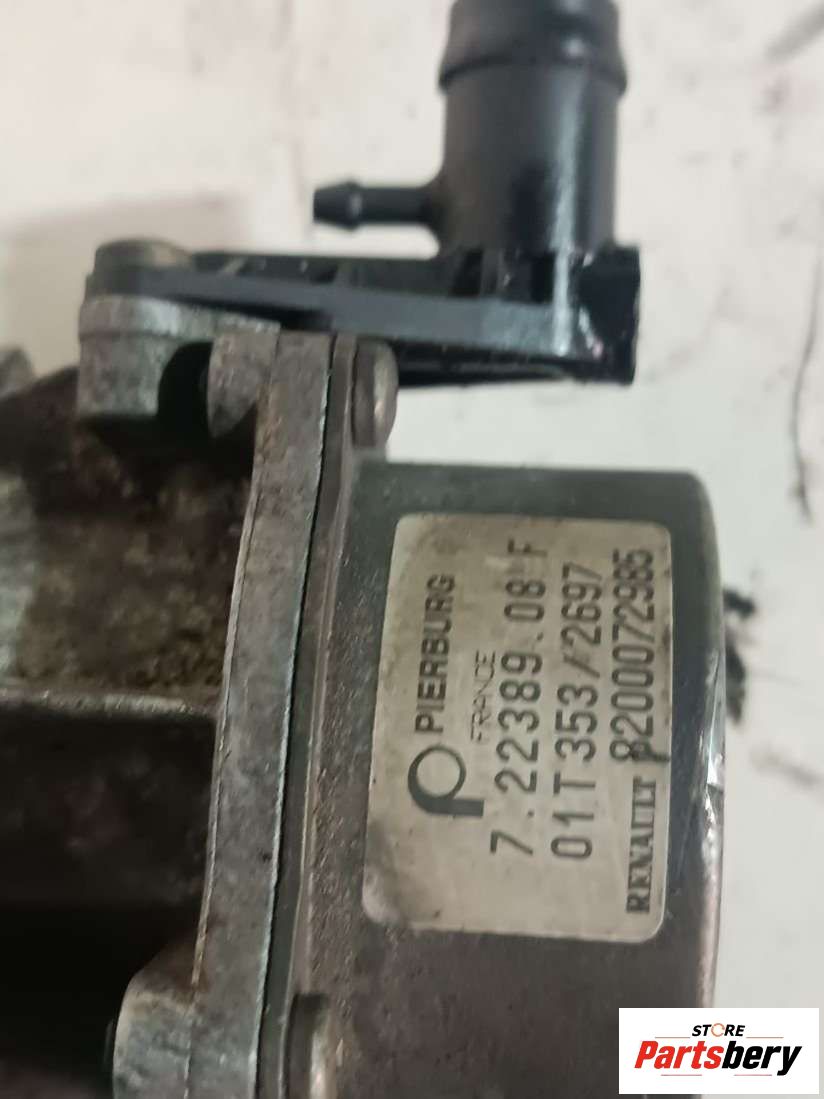 PIERBURG
FRANCE
7.22389.08 F
01T353/2697
RENAULT 8200072985
STORE
Partsbery